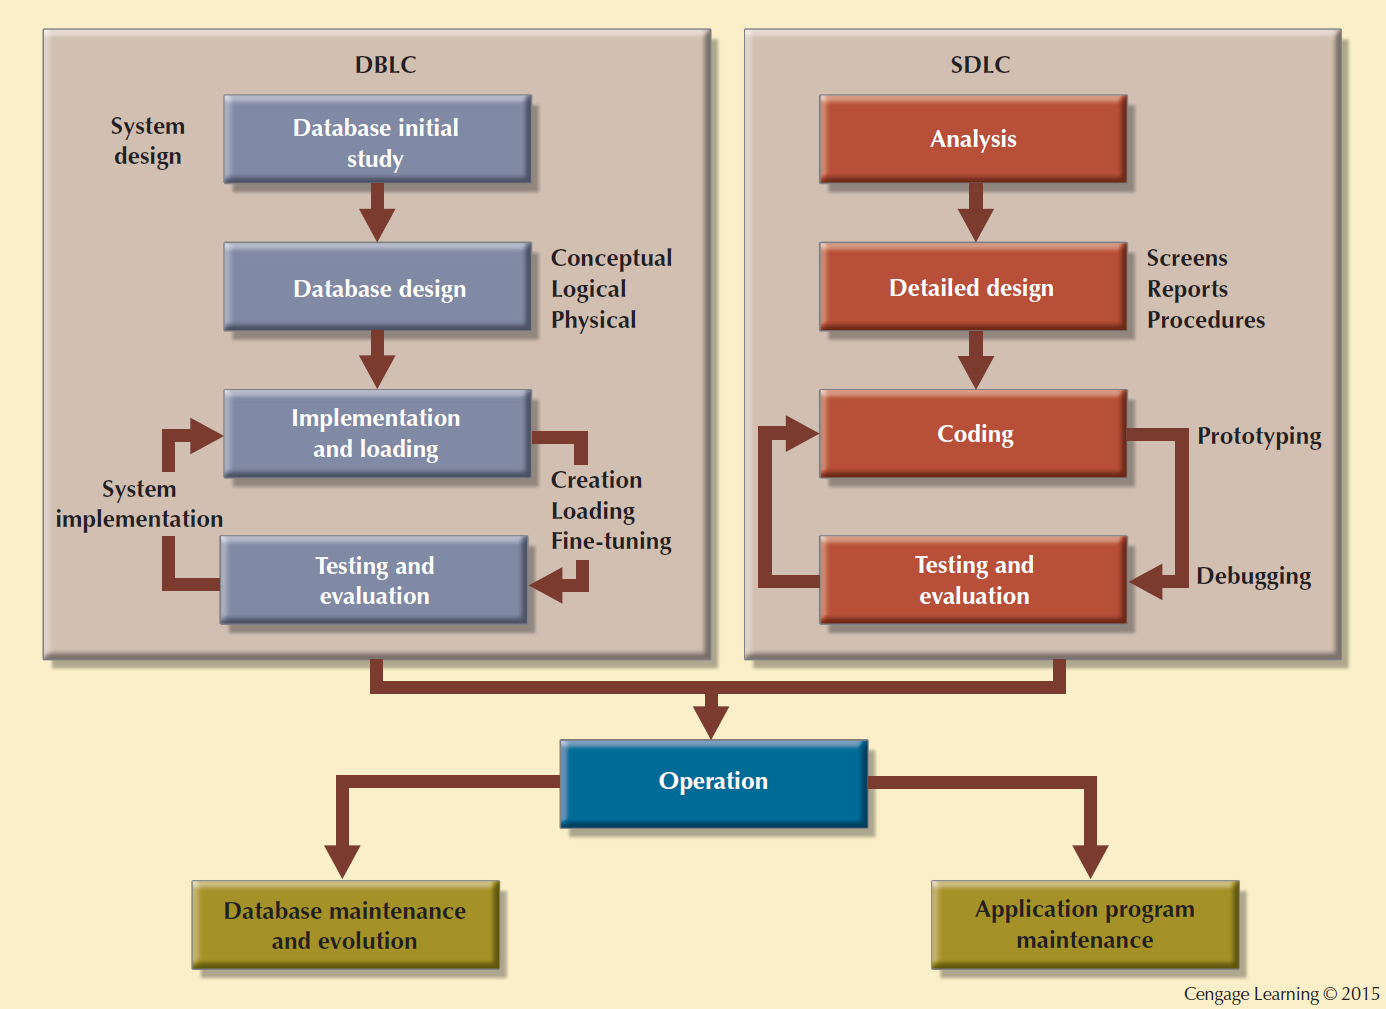 DBLC
System
design
Database initial
study
Database design
Conceptual
Logical
Physical
Implementation
and loading
System
implementation
Creation
Loading
Fine-tuning
Testing and
evaluation
SDLC
Analysis
Detailed design
Screens
Reports
Procedures
Coding
Prototyping
Testing and
evaluation
Debugging
Operation
Database maintenance
and evolution
Application program
maintenance
Cengage Learning © 2015